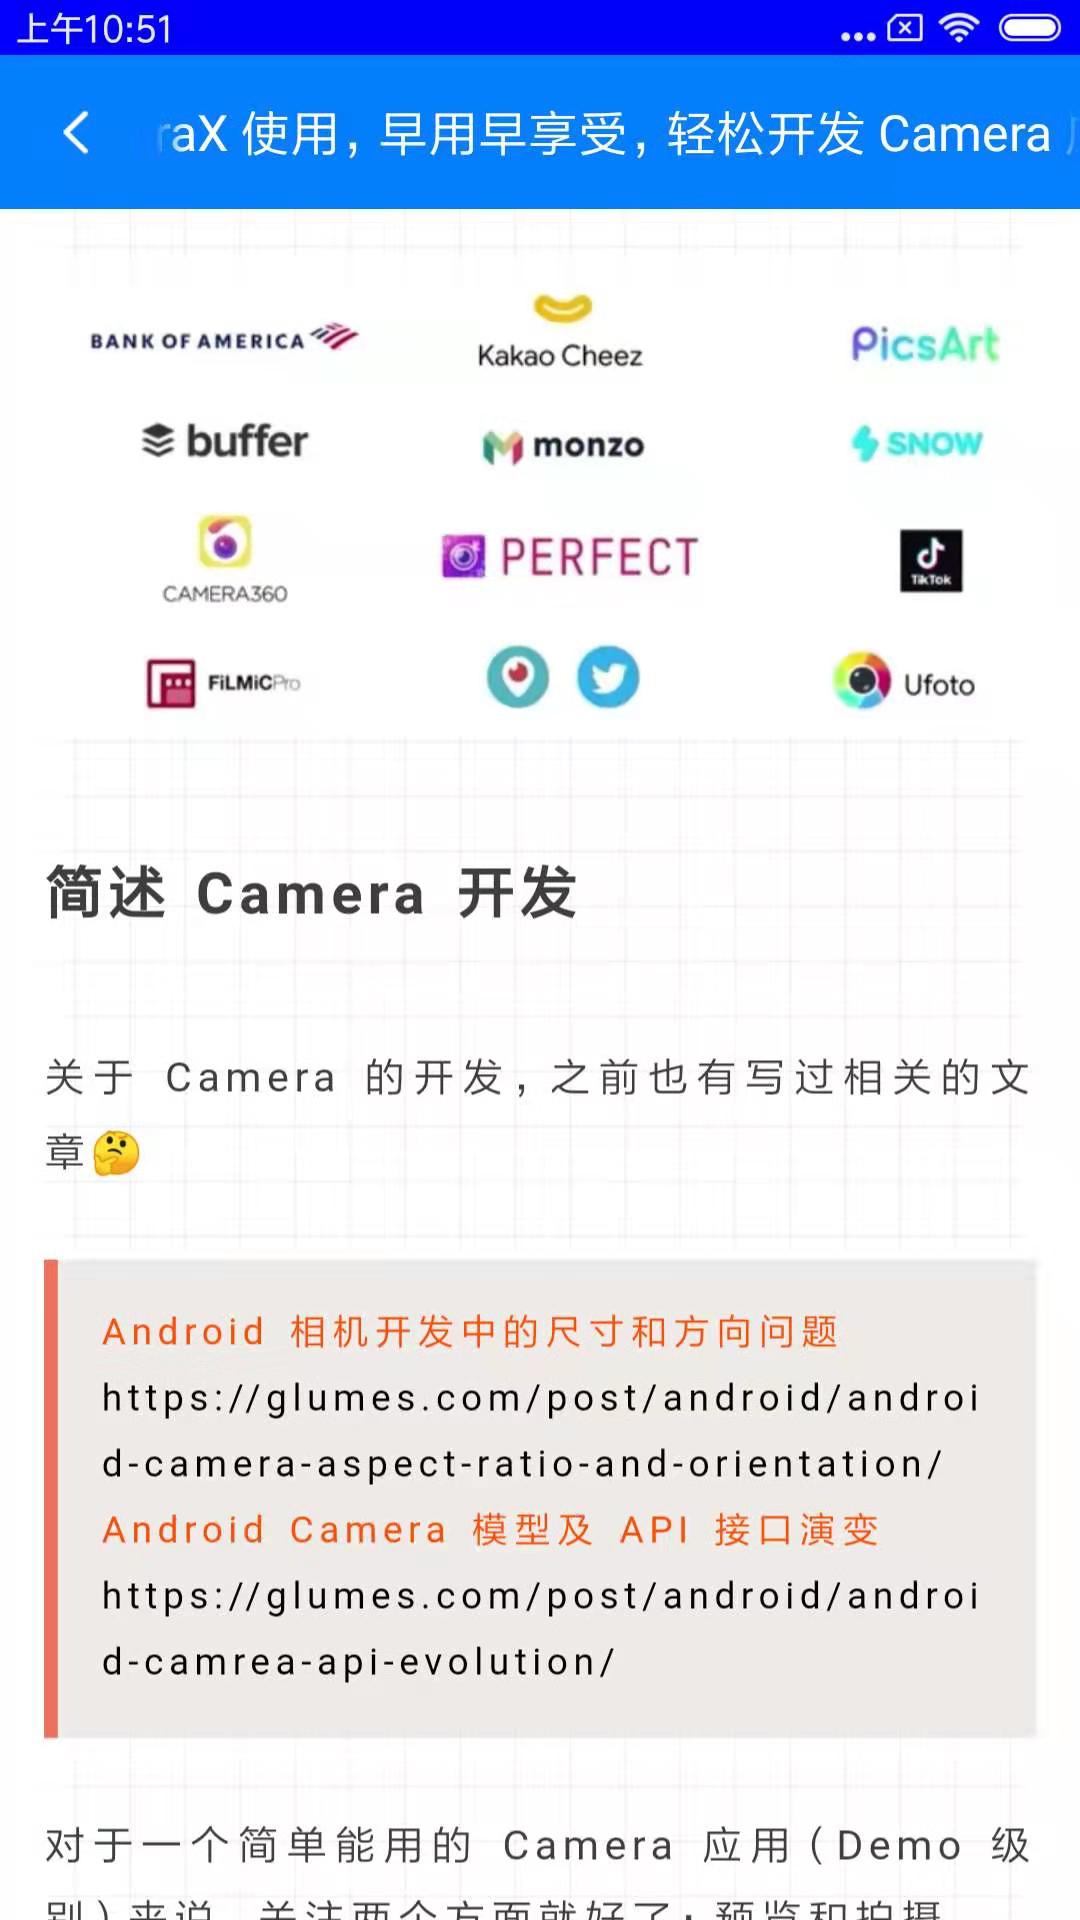 上午10:51
raX 使用，早用早享受，轻松开发 Camera
BANK OF AMERICA
Kakao Cheez
PicsArt
buffer
monzo
SNOW
CAMERA360
PERFECT
TikTok
FiLMiCPro
Ufoto
简述 Camera 开发
关于 Camera 的开发，之前也有写过相关的文
章🤔
Android 相机开发中的尺寸和方向问题
https://glumes.com/post/android/androi
d-camera-aspect-ratio-and-orientation/
Android Camera 模型及 API 接口演变
https://glumes.com/post/android/androi
d-camrea-api-evolution/
对于一个简单能用的 Camera 应用（Demo 级
别）来说，关注两个方面就好了：预览和拍摄